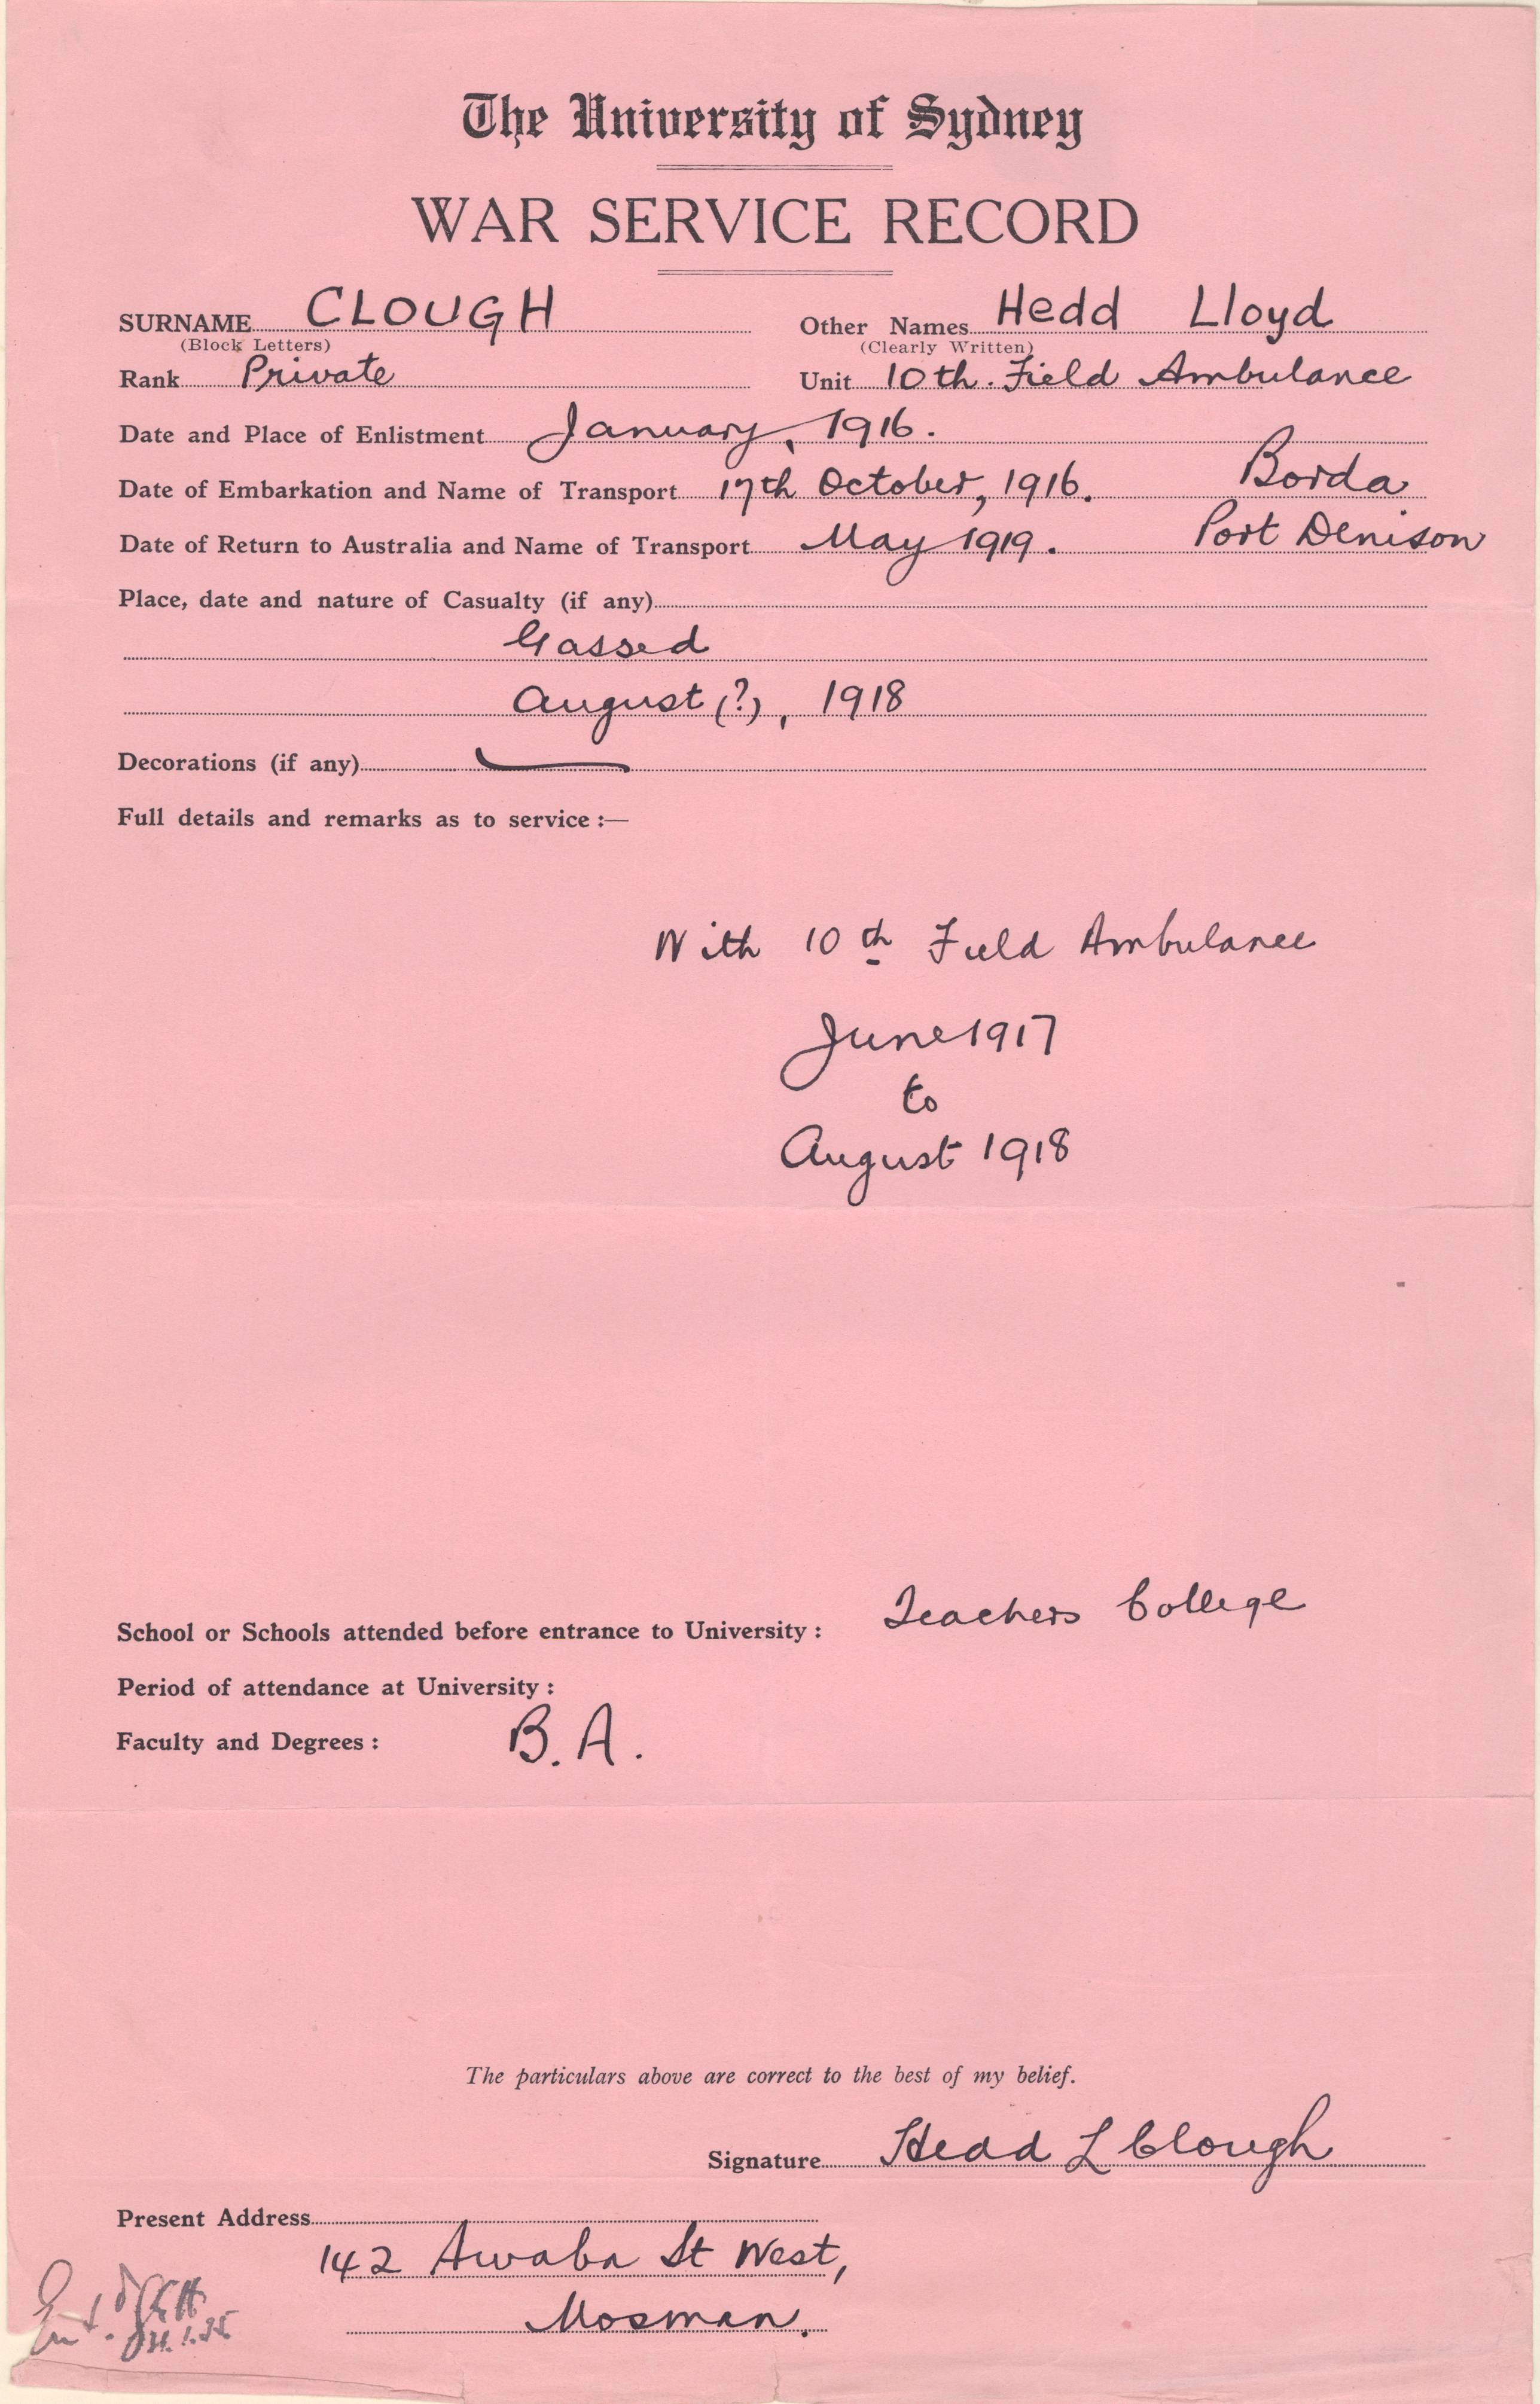 The University of Sydney
WAR SERVICE RECORD
SURNAME CLOUGH Other Names Hedd Lloyd
(Block Letters) (Clearly Written)
Rank Private Unit 10th. Field Ambulance
Date and Place of Enlistment January, 1916.
Date of Embarkation and Name of Transport 17th October, 1916. Borda
Date of Return to Australia and Name of Transport May 1919. Port Denison
Place, date and nature of Casualty (if any)
Gassed
August (?), 1918
Decorations (if any) —
Full details and remarks as to service :—
With 10th Field Ambulance
June 1917
to
August 1918
School or Schools attended before entrance to University : Teachers College
Period of attendance at University :
Faculty and Degrees : B.A.
The particulars above are correct to the best of my belief.
Signature Hedd L Clough
Present Address
142 Awaba St West,
Mosman.